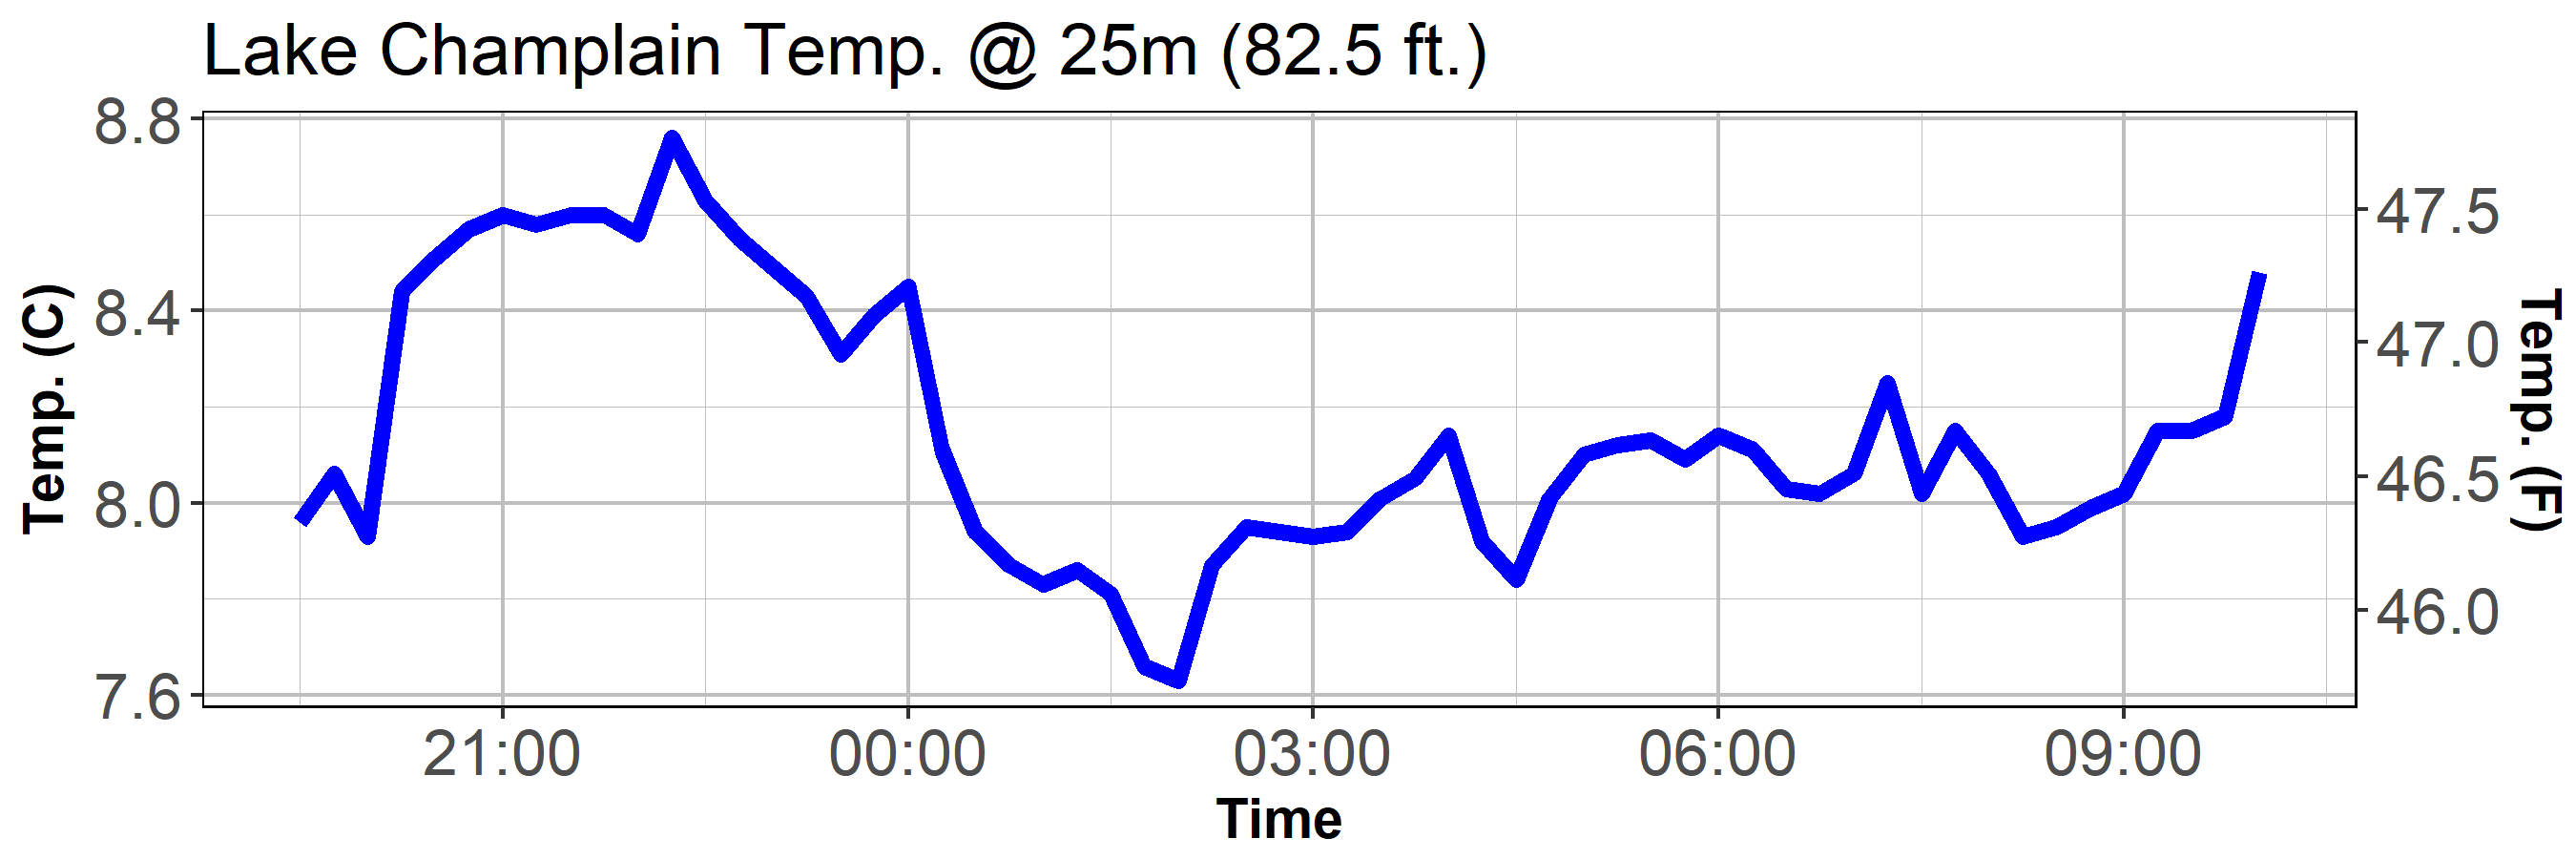 Lake Champlain Temp. @ 25m (82.5 ft.)
8.8
8.4
8.0
7.6
Temp. (C)
47.5
47.0
46.5
46.0
Temp. (F)
21:00 00:00 03:00 06:00 09:00
Time